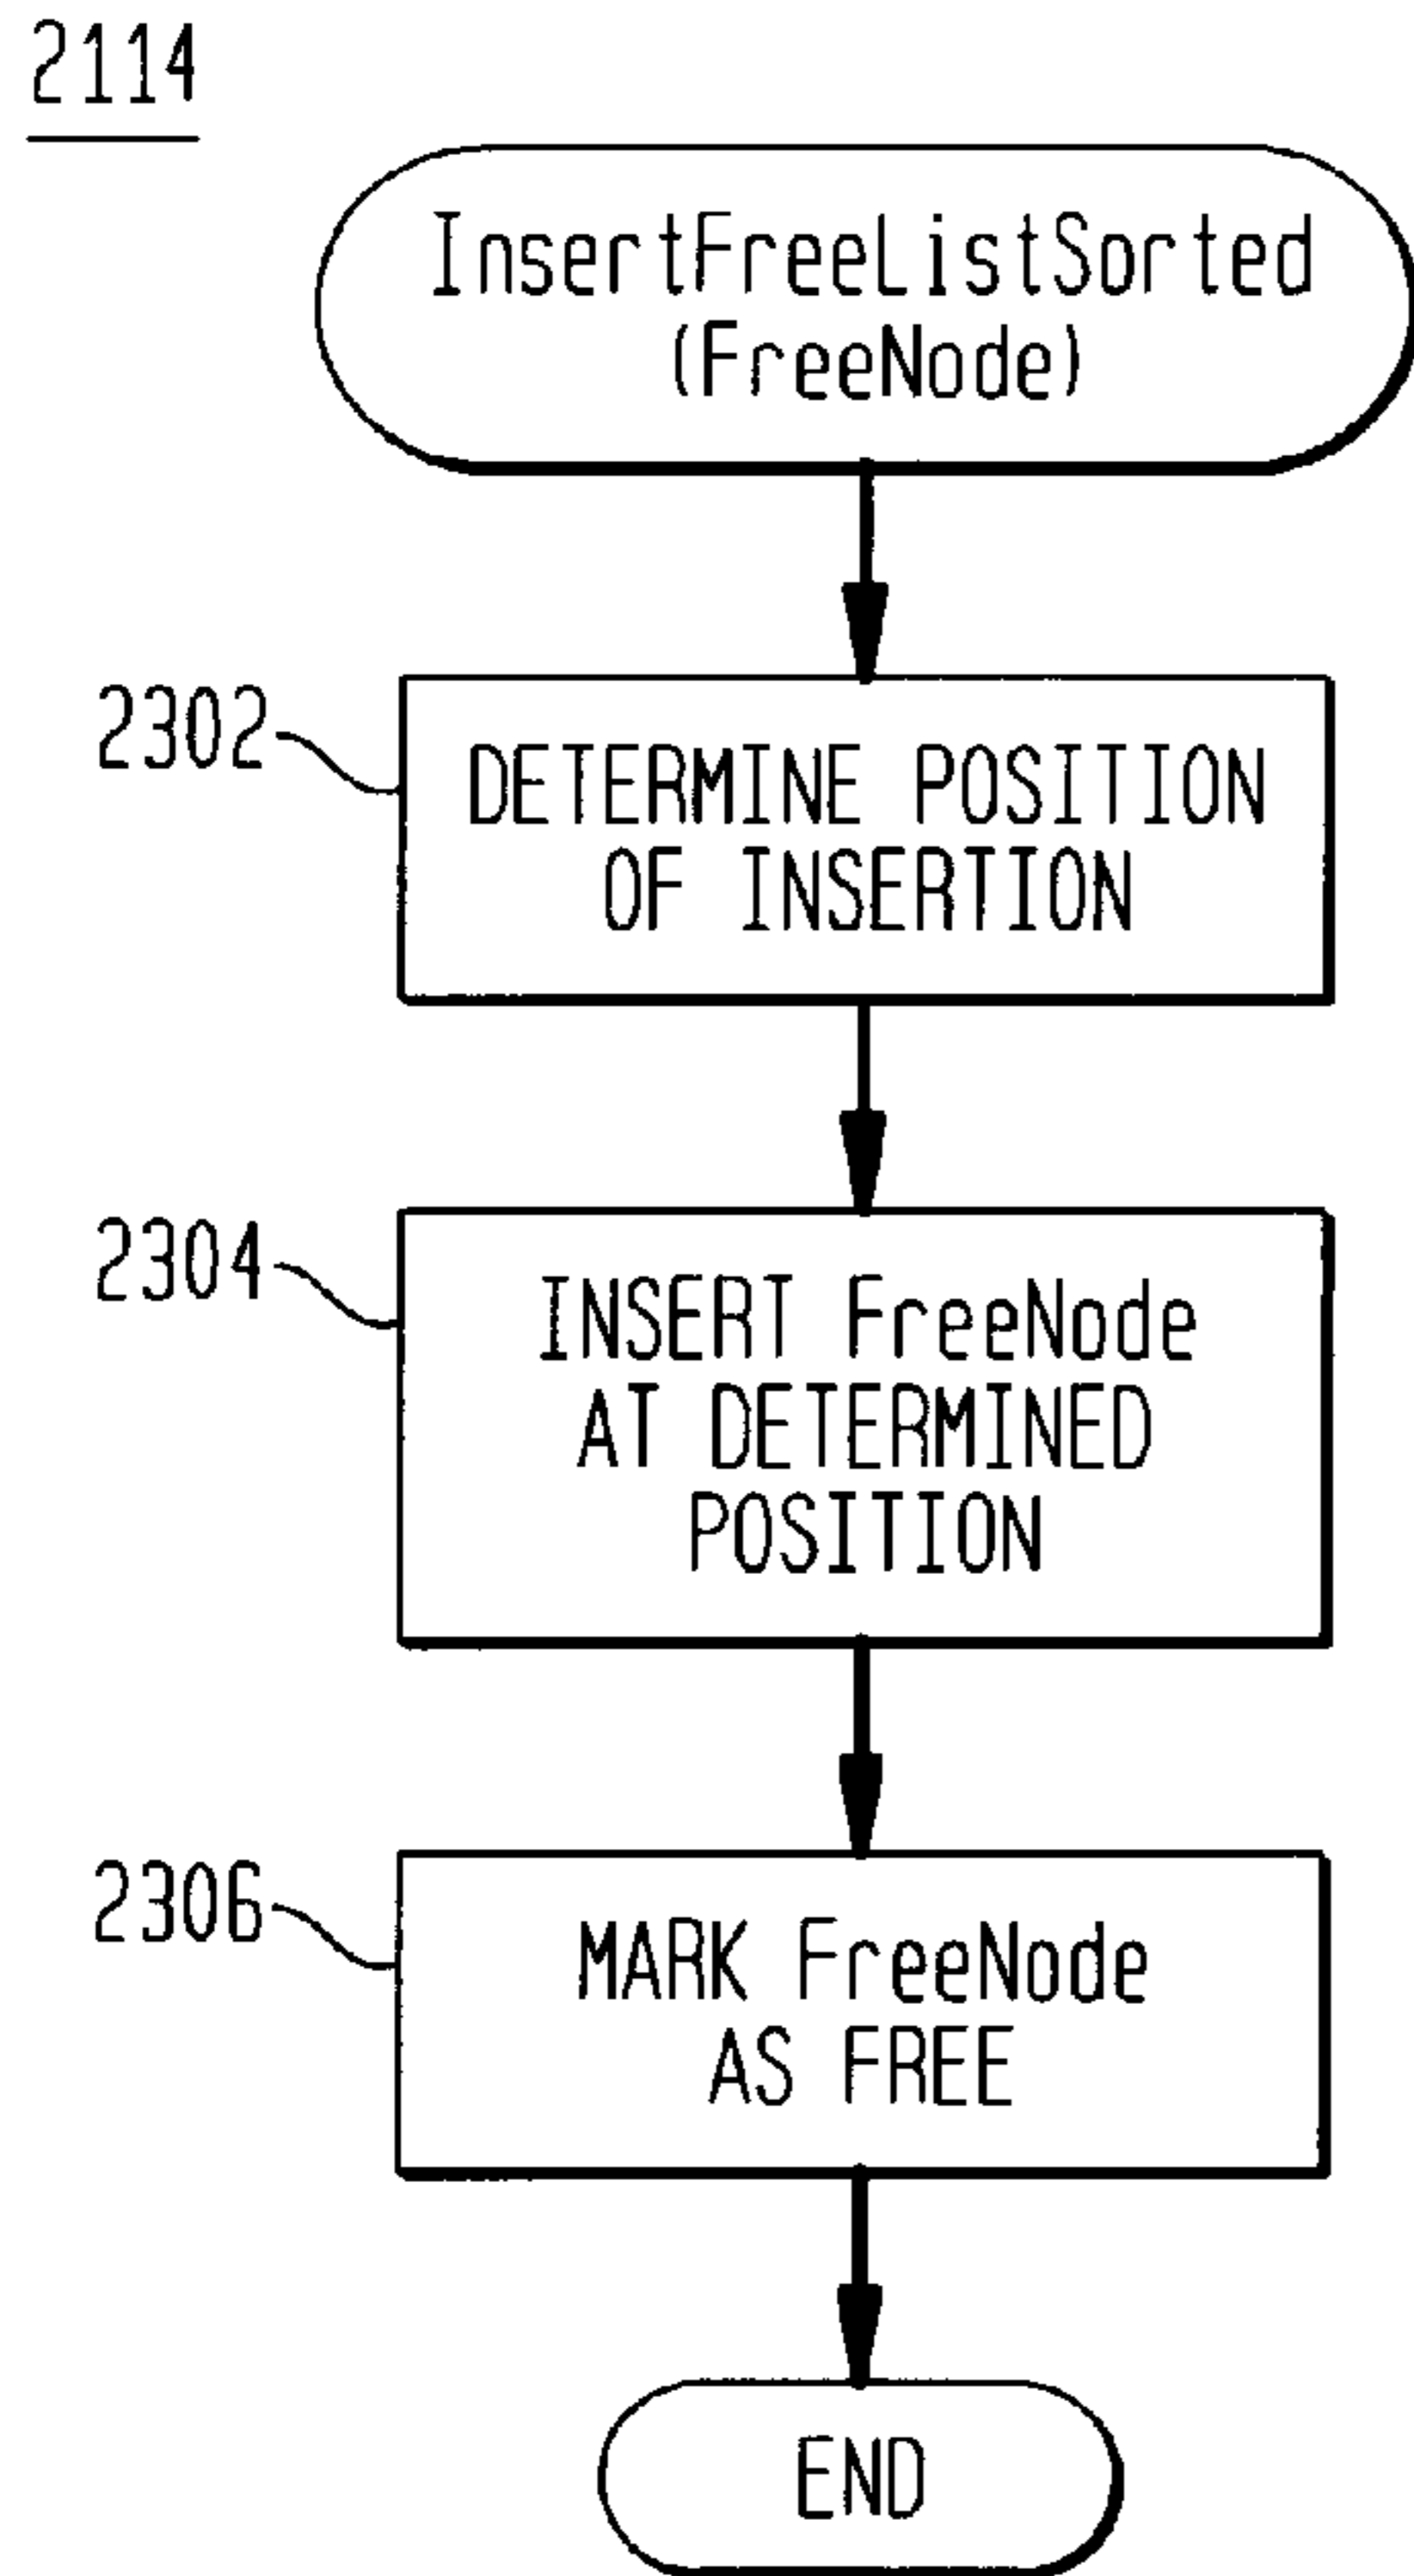 2114
InsertFreeListSorted
(FreeNode)
2302
DETERMINE POSITION
OF INSERTION
2304
INSERT FreeNode
AT DETERMINED
POSITION
2306
MARK FreeNode
AS FREE
END